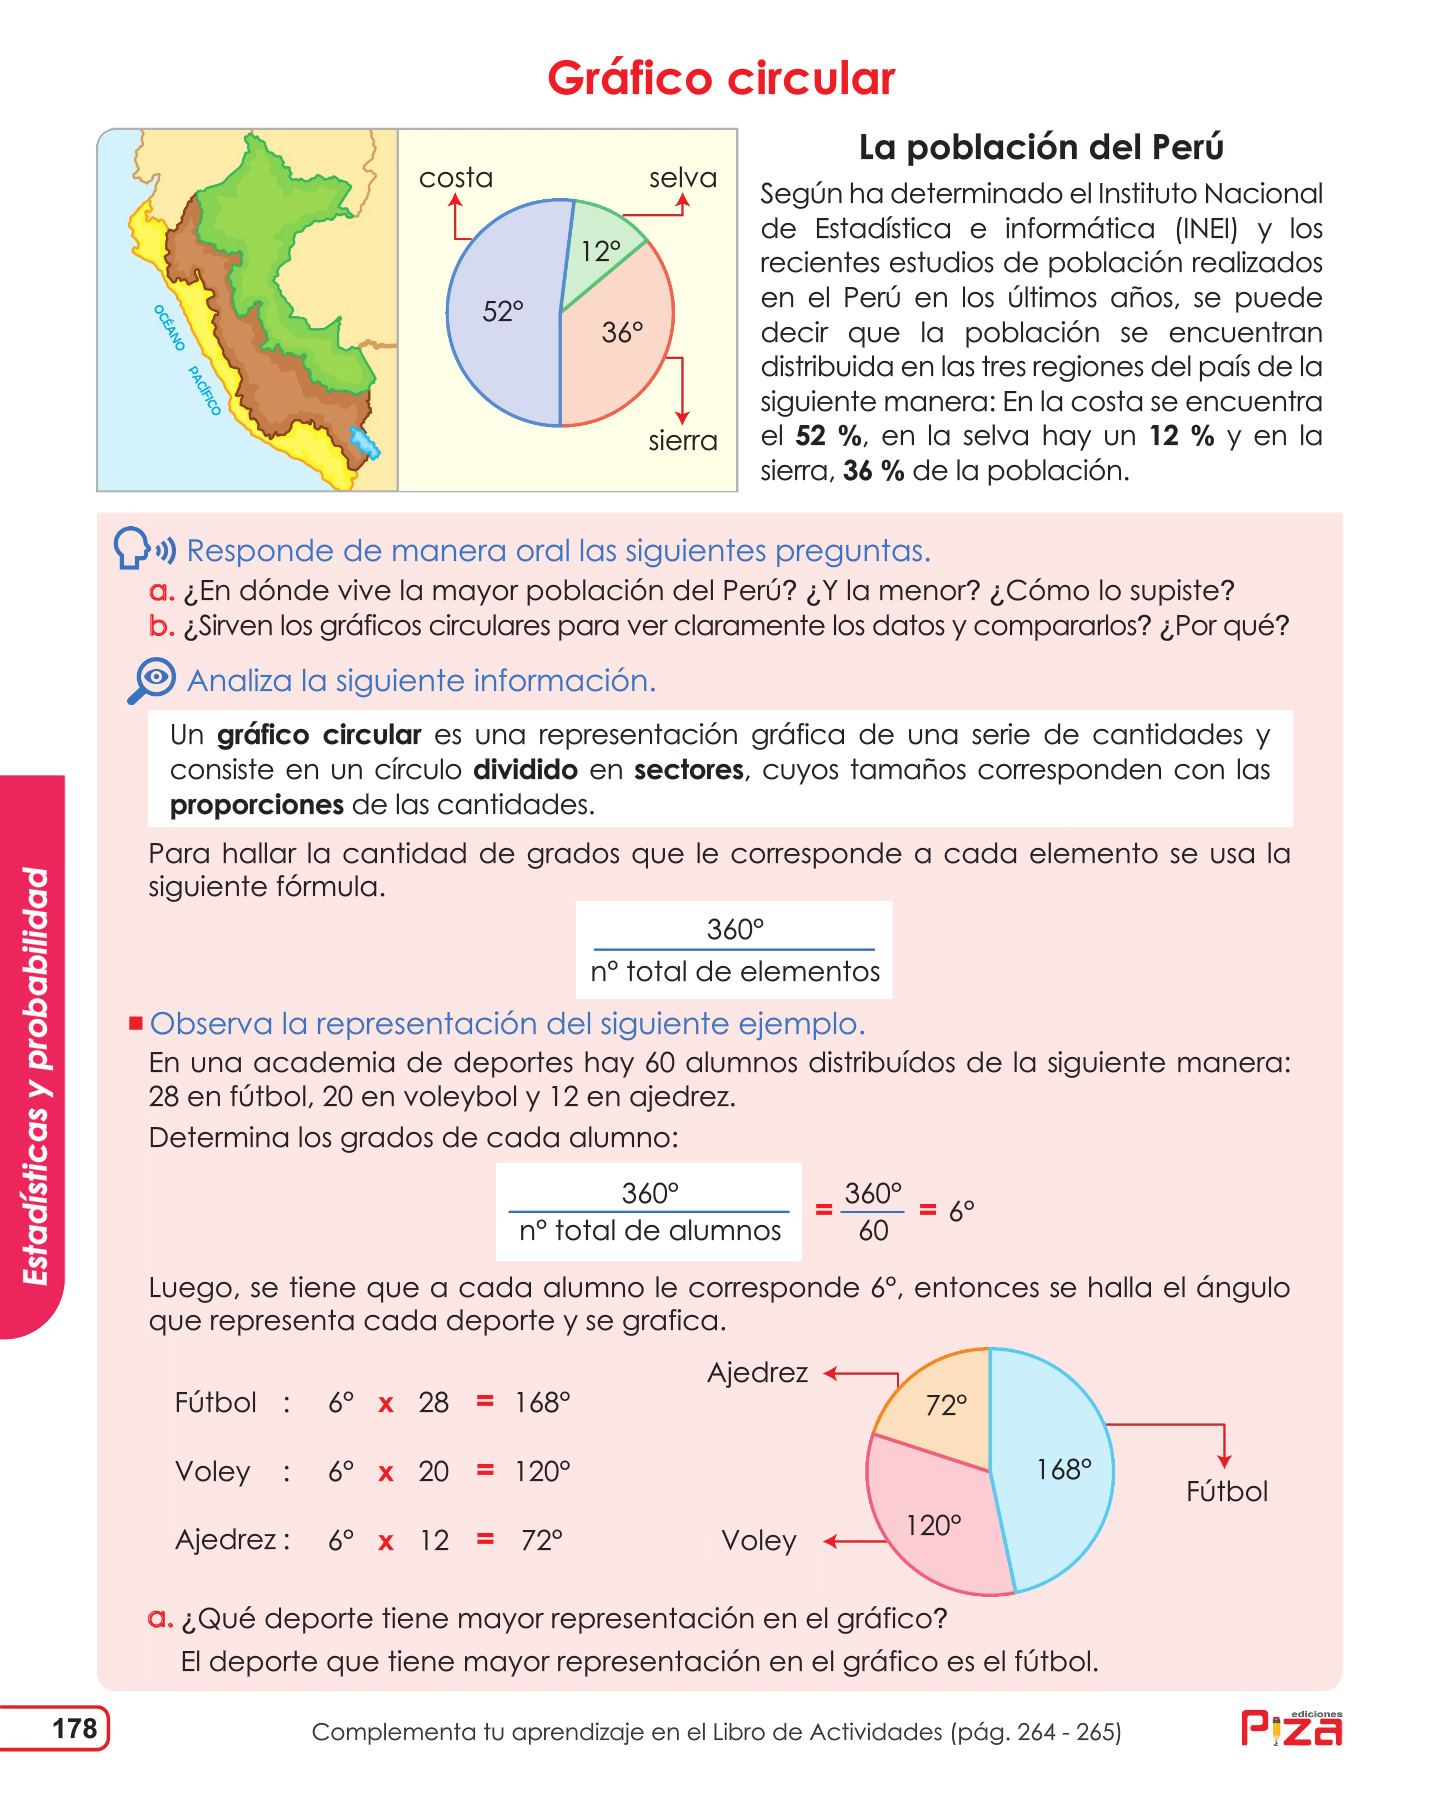 Gráfico circular
OCÉANO PACÍFICO
costa
selva
12°
52°
36°
sierra
La población del Perú
Según ha determinado el Instituto Nacional
de Estadística e informática (INEI) y los
recientes estudios de población realizados
en el Perú en los últimos años, se puede
decir que la población se encuentran
distribuida en las tres regiones del país de la
siguiente manera: En la costa se encuentra
el 52 %, en la selva hay un 12 % y en la
sierra, 36 % de la población.
Responde de manera oral las siguientes preguntas.
a. ¿En dónde vive la mayor población del Perú? ¿Y la menor? ¿Cómo lo supiste?
b. ¿Sirven los gráficos circulares para ver claramente los datos y compararlos? ¿Por qué?
Analiza la siguiente información.
Un gráfico circular es una representación gráfica de una serie de cantidades y
consiste en un círculo dividido en sectores, cuyos tamaños corresponden con las
proporciones de las cantidades.
Para hallar la cantidad de grados que le corresponde a cada elemento se usa la
siguiente fórmula.
360°
n° total de elementos
Observa la representación del siguiente ejemplo.
En una academia de deportes hay 60 alumnos distribuídos de la siguiente manera:
28 en fútbol, 20 en voleybol y 12 en ajedrez.
Determina los grados de cada alumno:
360°
n° total de alumnos
= 360°
60
= 6°
Luego, se tiene que a cada alumno le corresponde 6°, entonces se halla el ángulo
que representa cada deporte y se grafica.
Fútbol : 6° x 28 = 168°
Voley : 6° x 20 = 120°
Ajedrez : 6° x 12 = 72°
Ajedrez
72°
168°
Fútbol
120°
Voley
a. ¿Qué deporte tiene mayor representación en el gráfico?
El deporte que tiene mayor representación en el gráfico es el fútbol.
Estadísticas y probabilidad
178
Complementa tu aprendizaje en el Libro de Actividades (pág. 264 - 265)
ediciones
Piza